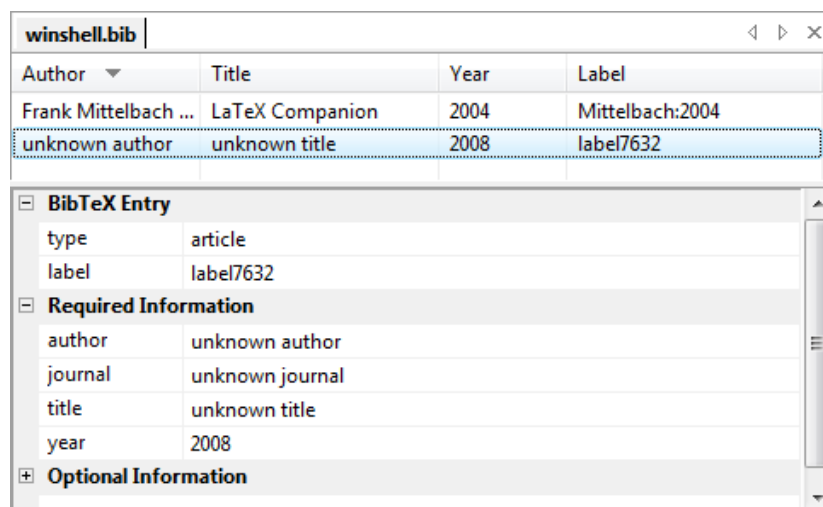 winshell.bib
Author Title Year Label
Frank Mittelbach ... LaTeX Companion 2004 Mittelbach:2004
unknown author unknown title 2008 label7632
BibTeX Entry
type article
label label7632
Required Information
author unknown author
journal unknown journal
title unknown title
year 2008
Optional Information